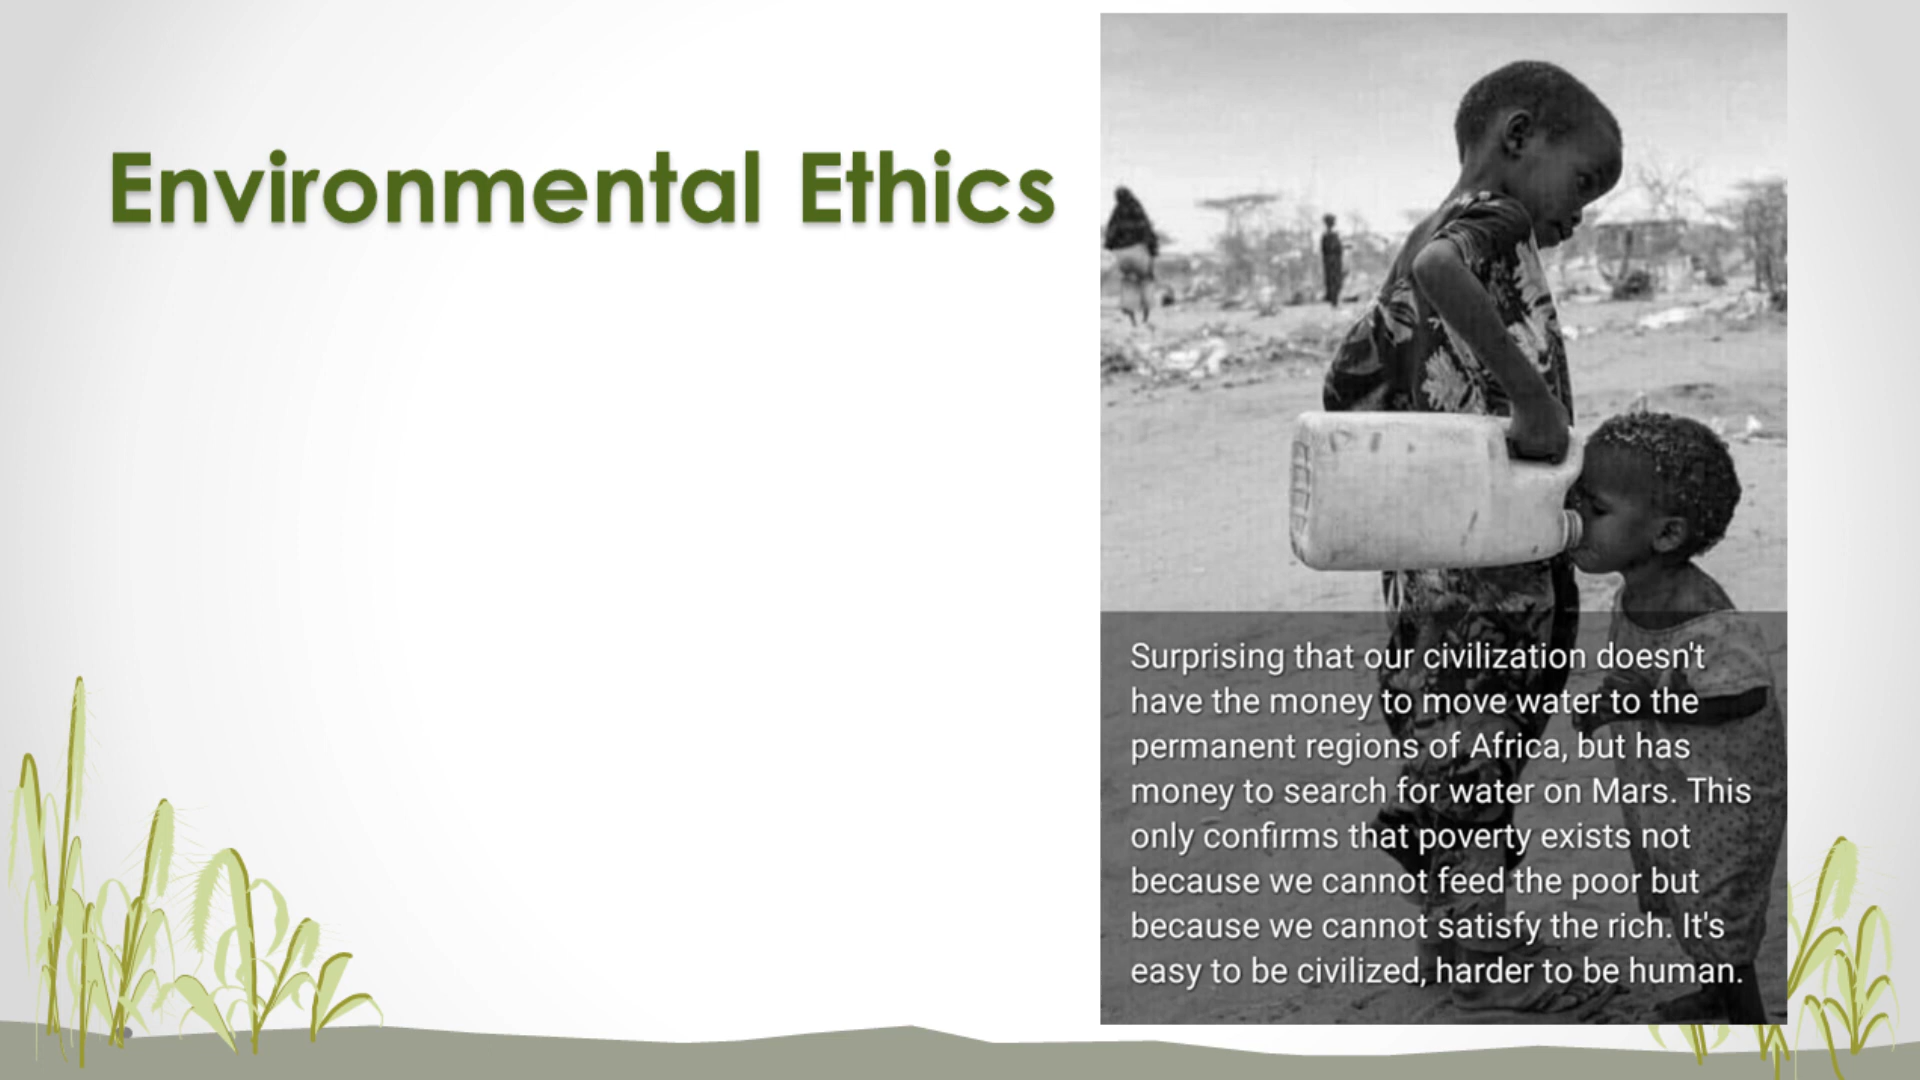 Environmental Ethics
Surprising that our civilization doesn't
have the money to move water to the
permanent regions of Africa, but has
money to search for water on Mars. This
only confirms that poverty exists not
because we cannot feed the poor but
because we cannot satisfy the rich. It's
easy to be civilized, harder to be human.